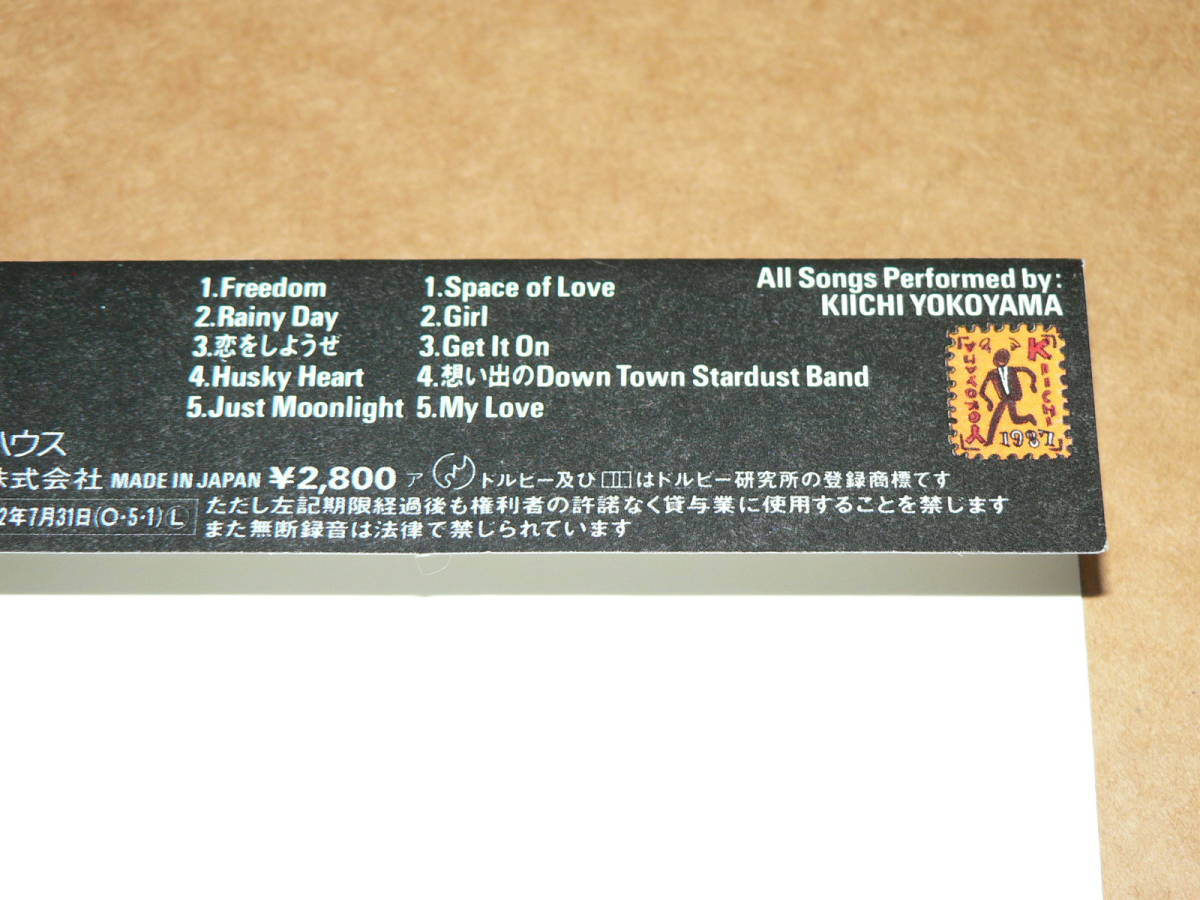 1.Freedom
2.Rainy Day
3.恋をしようぜ
4.Husky Heart
5.Just Moonlight
1.Space of Love
2.Girl
3.Get It On
4.想い出のDown Town Stardust Band
5.My Love
All Songs Performed by:
KIICHI YOKOYAMA
KIICHI
YOKOYAMA
1987
ハウス
株式会社 MADE IN JAPAN ¥2,800 ア ドルビー及びはドルビー研究所の登録商標です
2年7月31日(O・5・1) L ただし左記期限経過後も権利者の許諾なく貸与業に使用することを禁じます
また無断録音は法律で禁じられています